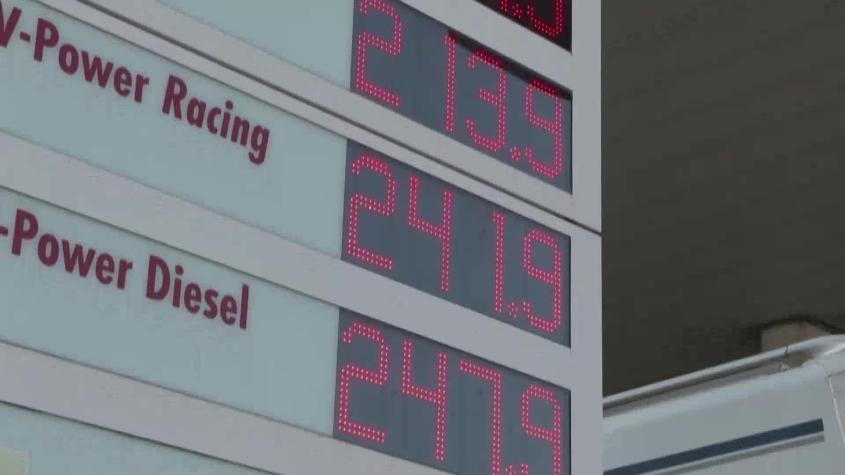 213.9
V-Power Racing 241.9
-Power Diesel 247.9